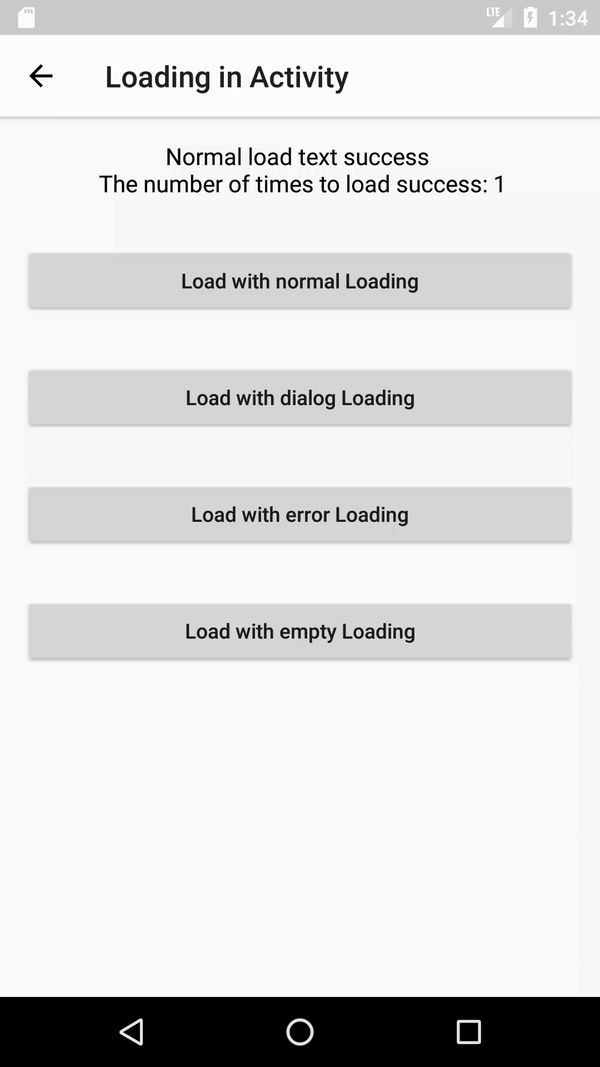 LTE 1:34
Loading in Activity
Normal load text success
The number of times to load success: 1
Load with normal Loading
Load with dialog Loading
Load with error Loading
Load with empty Loading